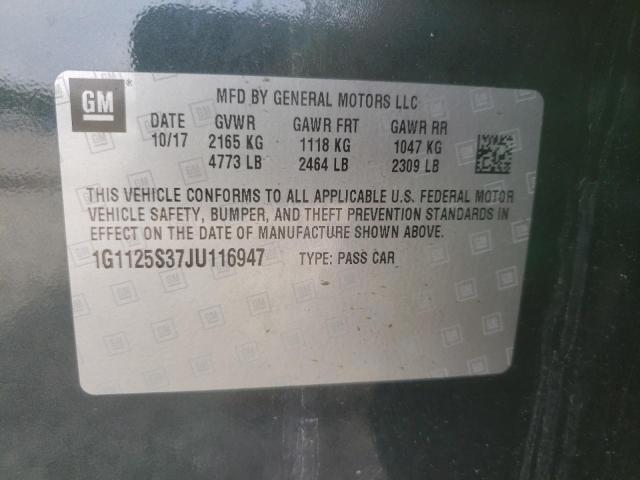 GM
®
MFD BY GENERAL MOTORS LLC
DATE GVWR GAWR FRT GAWR RR
10/17 2165 KG 1118 KG 1047 KG
4773 LB 2464 LB 2309 LB
THIS VEHICLE CONFORMS TO ALL APPLICABLE U.S. FEDERAL MOTOR
VEHICLE SAFETY, BUMPER, AND THEFT PREVENTION STANDARDS IN
EFFECT ON THE DATE OF MANUFACTURE SHOWN ABOVE.
1G1125S37JU116947 TYPE: PASS CAR